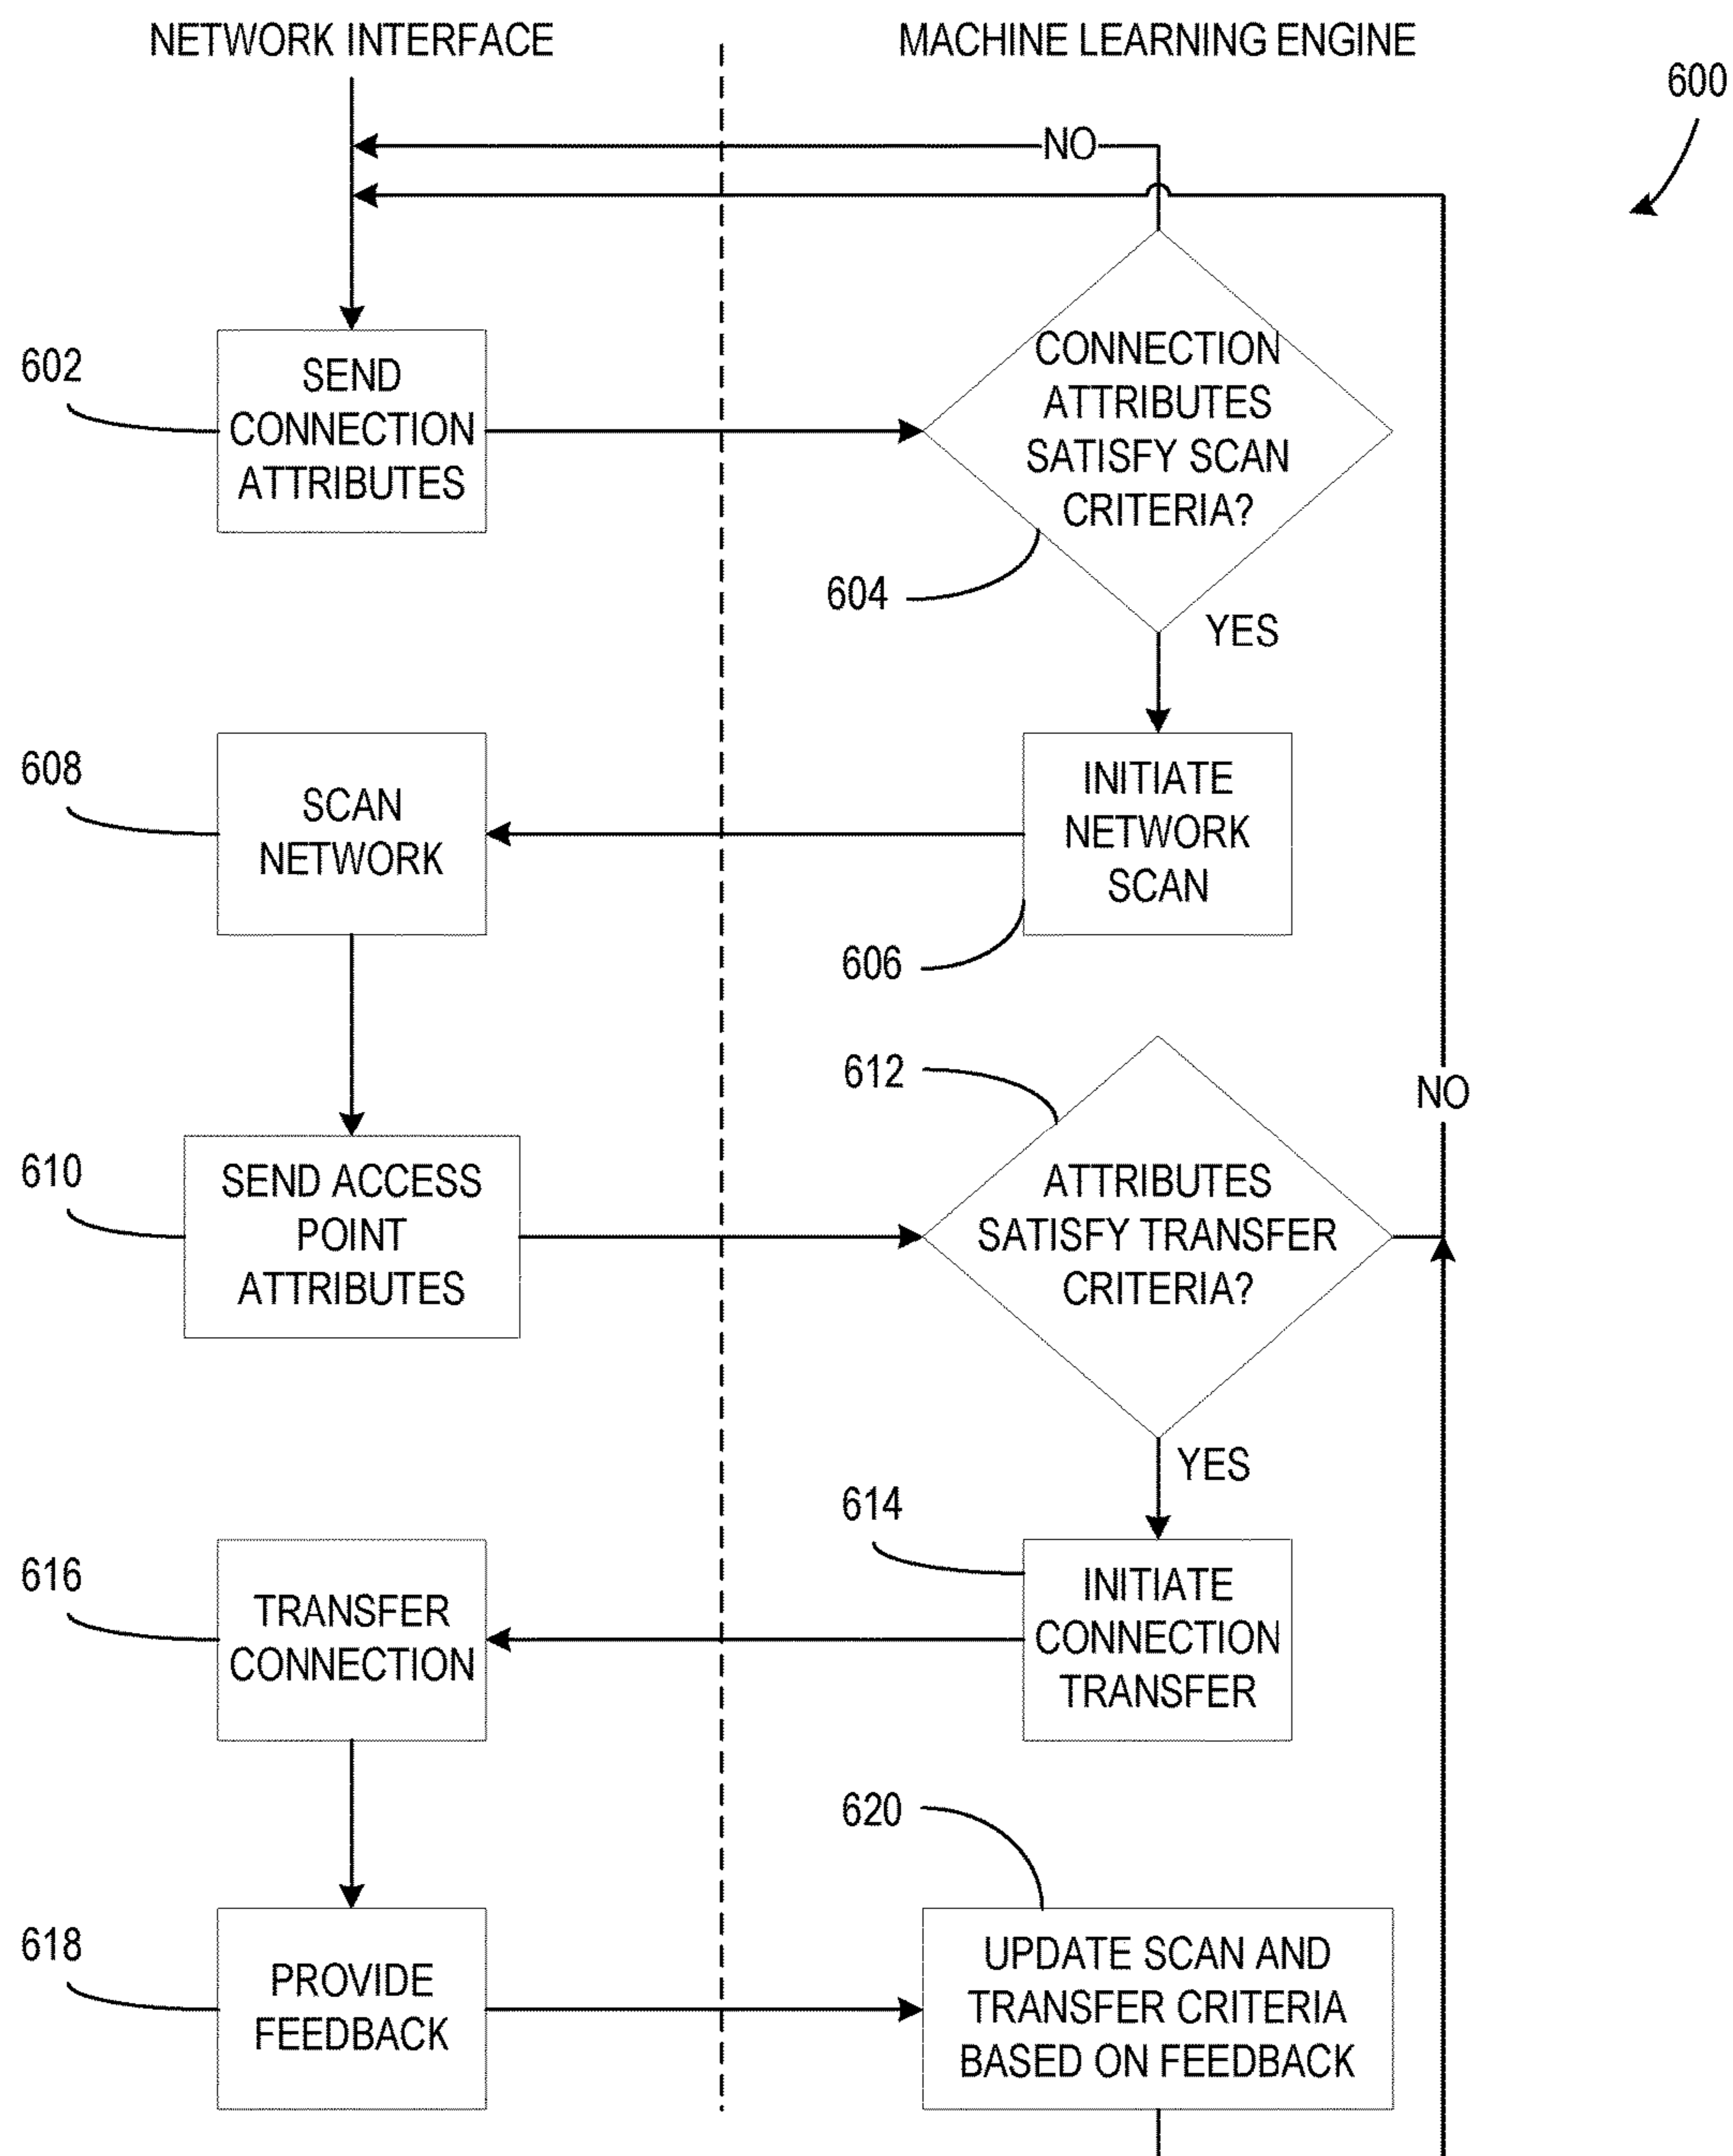 NETWORK INTERFACE
MACHINE LEARNING ENGINE
600
NO
602
SEND
CONNECTION
ATTRIBUTES
CONNECTION
ATTRIBUTES
SATISFY SCAN
CRITERIA?
604
YES
608
SCAN
NETWORK
INITIATE
NETWORK
SCAN
606
612
NO
610
SEND ACCESS
POINT
ATTRIBUTES
ATTRIBUTES
SATISFY TRANSFER
CRITERIA?
YES
614
616
TRANSFER
CONNECTION
INITIATE
CONNECTION
TRANSFER
620
618
PROVIDE
FEEDBACK
UPDATE SCAN AND
TRANSFER CRITERIA
BASED ON FEEDBACK